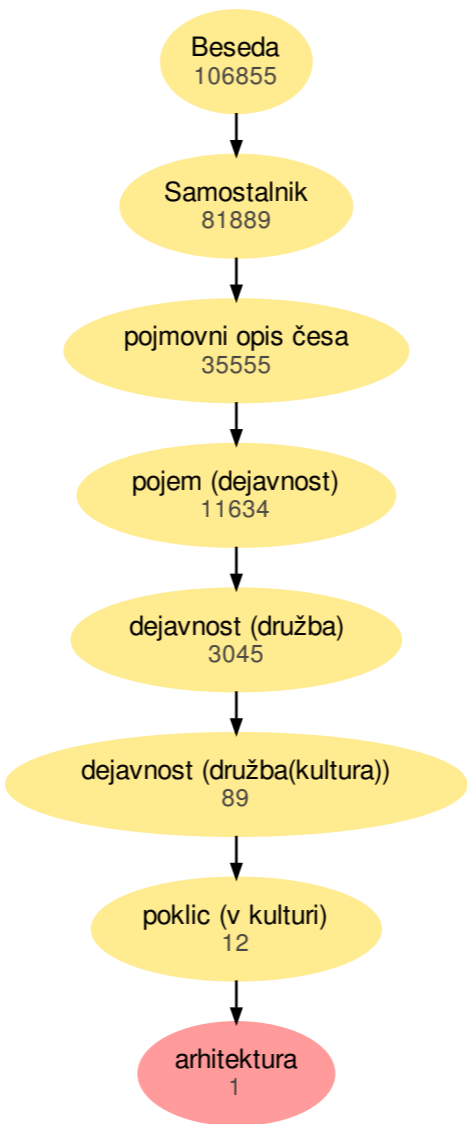 Beseda
106855
Samostalnik
81889
pojmovni opis česa
35555
pojem (dejavnost)
11634
dejavnost (družba)
3045
dejavnost (družba(kultura))
89
poklic (v kulturi)
12
arhitektura
1